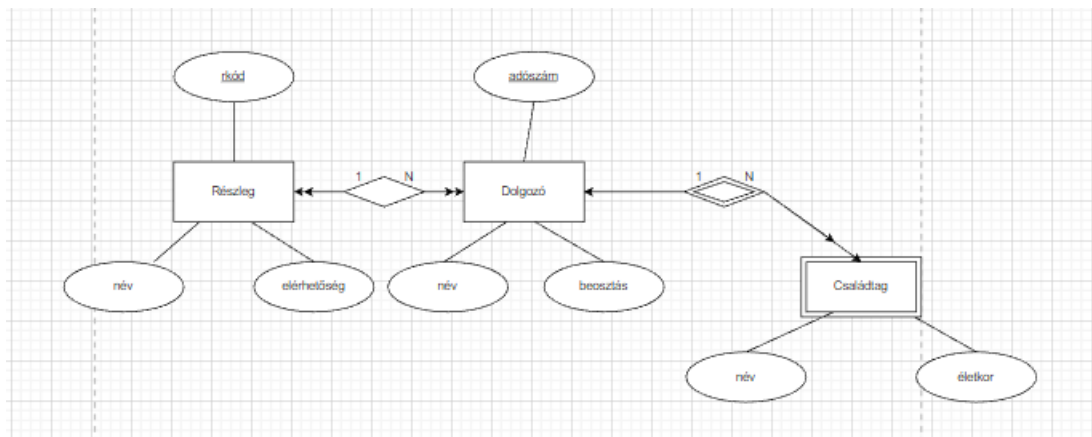 rkód
adószám
1
N
1
N
Részleg
Dolgozó
név
elérhetőség
név
beosztás
Családtag
név
életkor